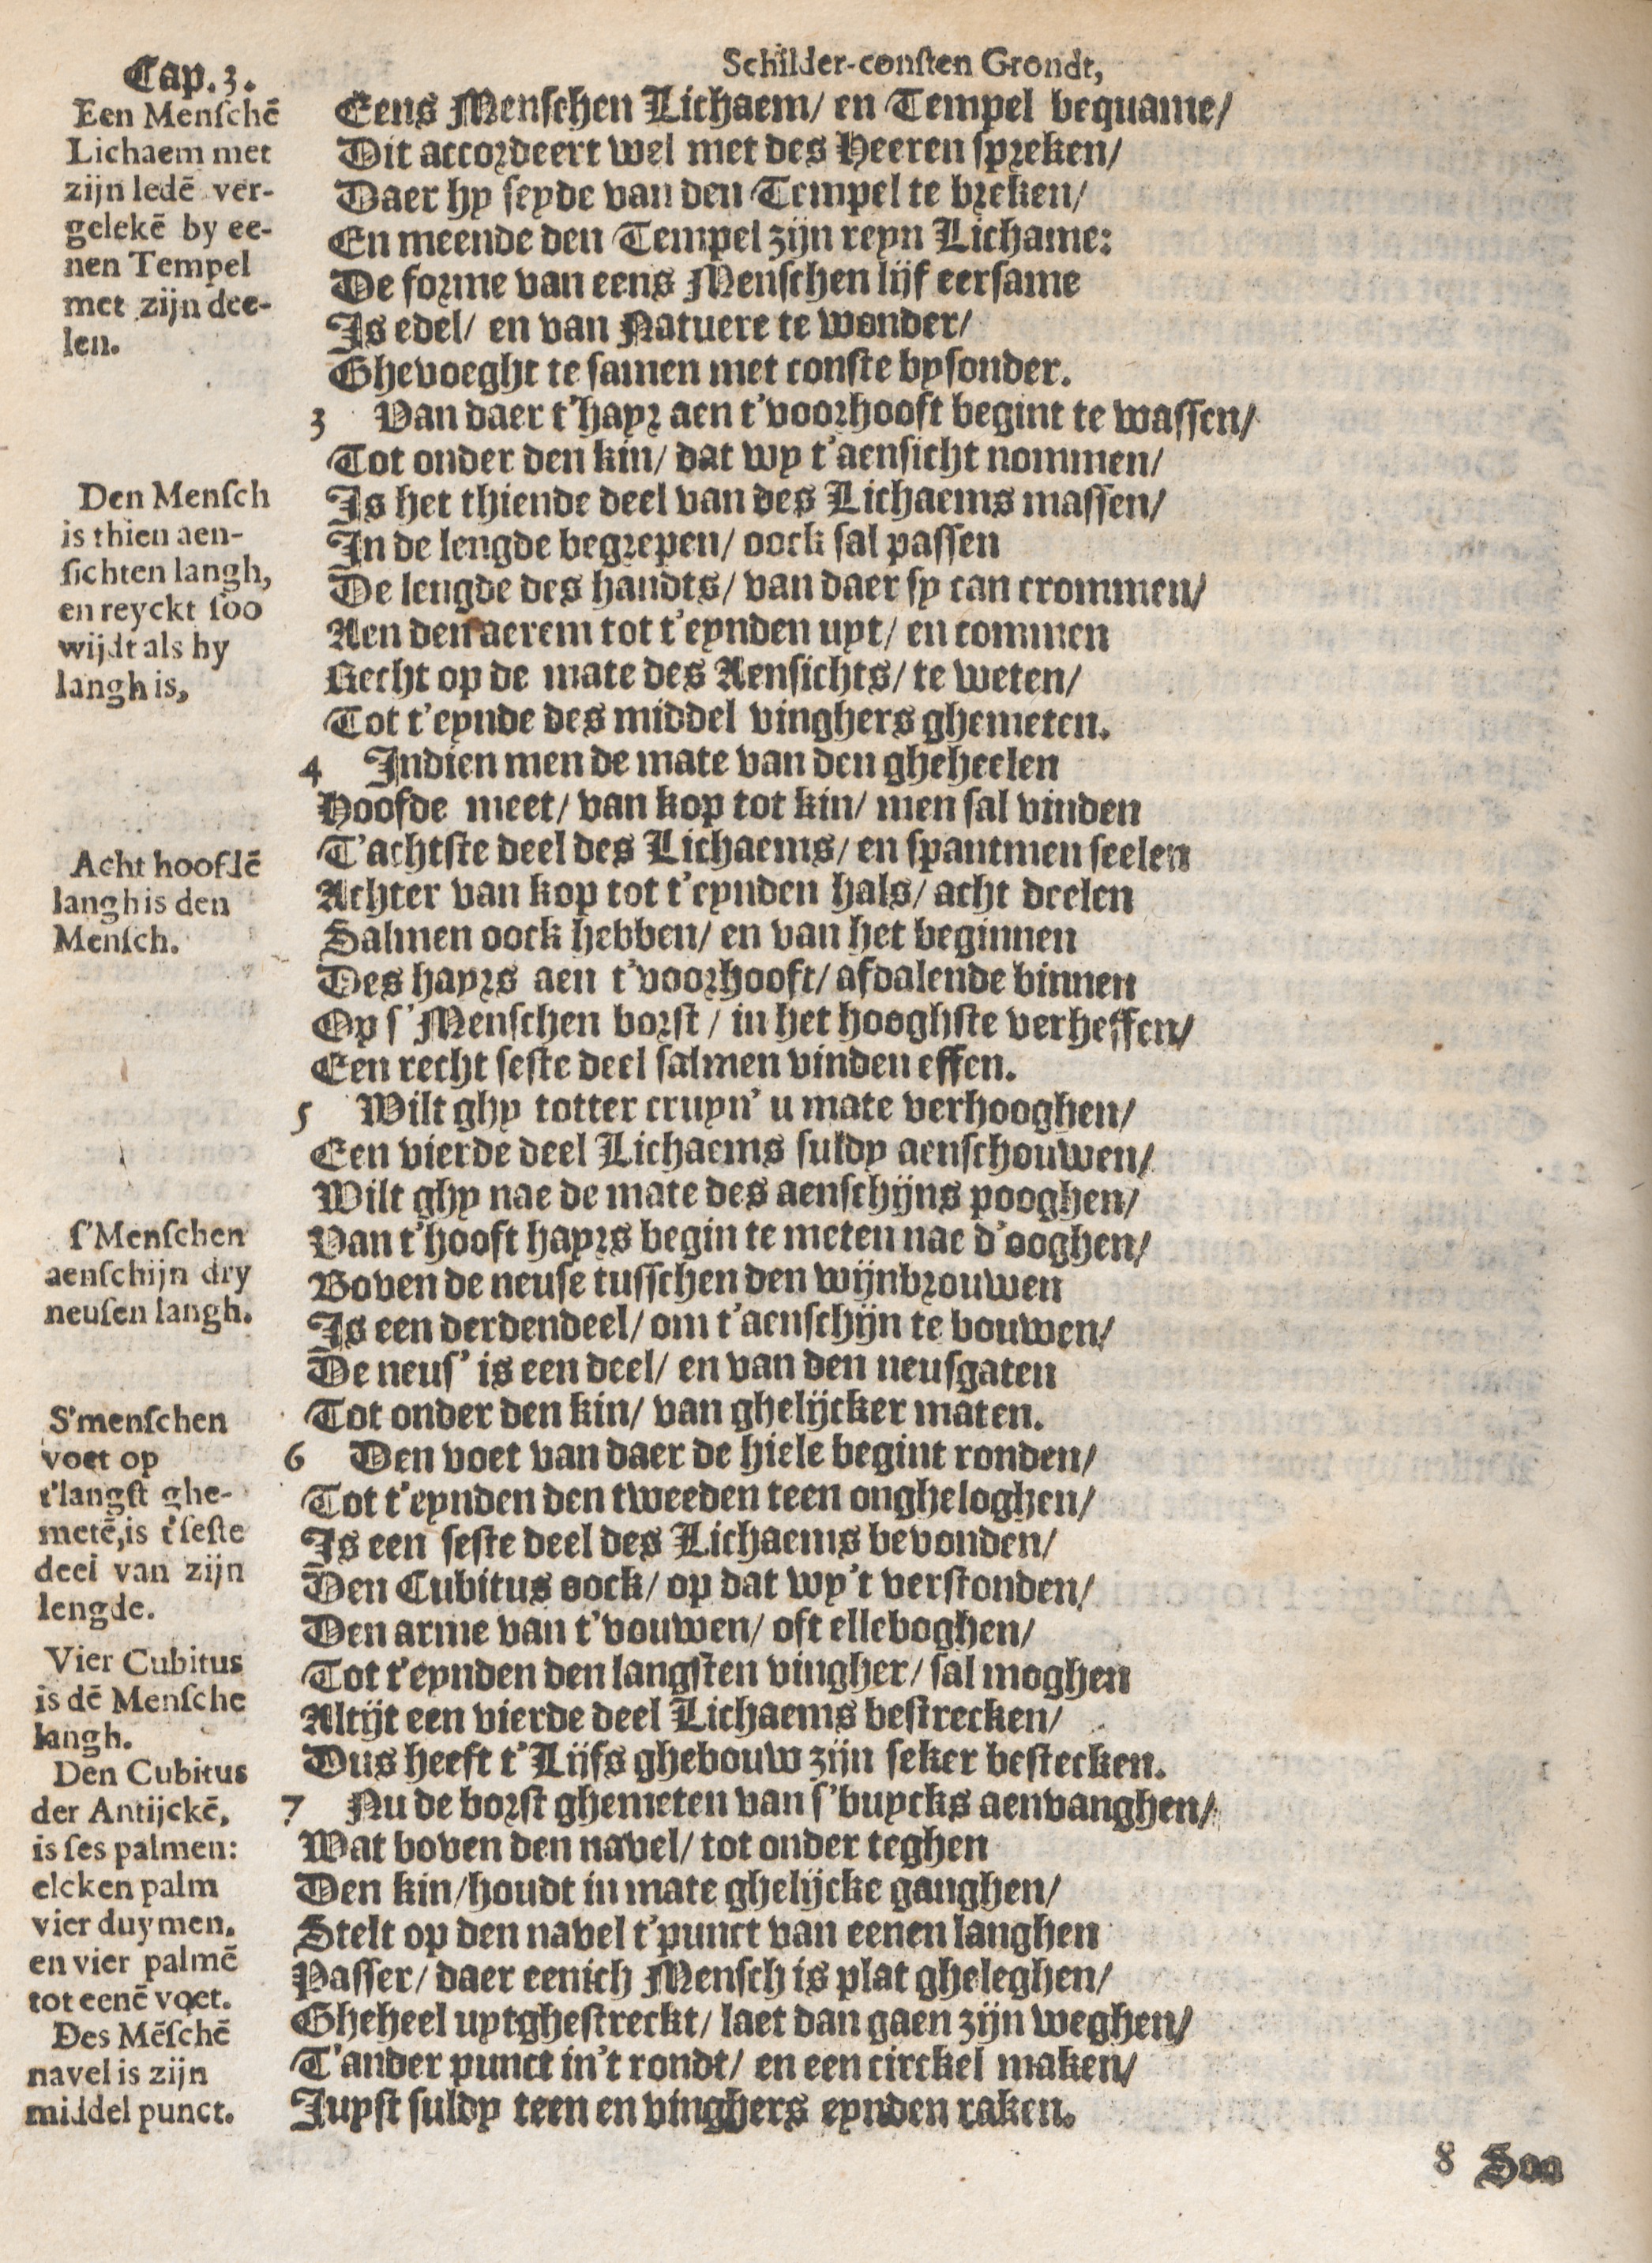 Schilder-consten Grondt,
Cap. 3.
Een Menschē
Lichaem met
zijn ledē ver-
gelekē by ee-
nen Tempel
met zijn dee-
len.
Den Mensch
is thien aen-
sichten langh,
en reyckt soo
wijdt als hy
langh is,
Acht hoofdē
langh is den
Mensch.
s'Menschen
aenschijn dry
neusen langh.
S'menschen
voet op
t'langst ghe-
metē, is t'seste
deel van zijn
lengde.
Vier Cubitus
is dē Mensche
langh.
Den Cubitus
der Antijckē,
is ses palmen:
elcken palm
vier duymen,
en vier palmē
tot eenē voet.
Des Mēschē
navel is zijn
middel punct.
Eens Menschen Lichaem/ en Tempel bequame/
Dit accordeert wel met des Heeren spreken/
Daer hy seyde van den Tempel te breken/
En meende den Tempel zijn reyn Lichame:
De forme van eens Menschen lijf eersame
Is edel/ en van Natuere te wonder/
Ghevoeght te samen met conste bysonder.
3 Van daer t'hayr aen t'voorhooft begint te wassen/
Tot onder den kin/ dat wy t'aensicht nommen/
Is het thiende deel van des Lichaems massen/
In de lengde begrepen/ oock sal passen
De lengde des handts/ van daer sy can crommen/
Aen den aerem tot t'eynden uyt/ en commen
Recht op de mate des Aensichts/ te weten/
Tot t'eynde des middel vinghers ghemeten.
4 Indien men de mate van den gheheelen
Hoofde meet/ van kop tot kin/ men sal vinden
T'achtste deel des Lichaems/ en spantmen seelen
Achter van kop tot t'eynden hals/ acht deelen
Salmen oock hebben/ en van het beginnen
Des hayrs aen t'voorhooft/ afdalende binnen
Op s'Menschen borst/ in het hooghste verheffen/
Een recht seste deel salmen vinden effen.
5 Wilt ghy totter cruyn' u mate verhooghen/
Een vierde deel Lichaems suldy aenschouwen/
Wilt ghy nae de mate des aenschijns pooghen/
Van t'hooft hayrs begin te meten nae d'ooghen/
Boven de neuse tusschen den wijnbrouwen
Is een derdendeel/ om t'aenschijn te bouwen/
De neus' is een deel/ en van den neusgaten
Tot onder den kin/ van ghelijcker maten.
6 Den voet van daer de hiele begint ronden/
Tot t'eynden den tweeden teen ongheloghen/
Is een seste deel des Lichaems bevonden/
Den Cubitus oock/ op dat wy't verstonden/
Den arme van t'vouwen/ oft elleboghen/
Tot t'eynden den langsten vingher/ sal moghen
Altijt een vierde deel Lichaems bestrecken/
Dus heeft t'Lijfs ghebouw zijn seker bestecken.
7 Nu de borst ghemeten van s'buycks aenvanghen/
Wat boven den navel/ tot onder teghen
Den kin/ houdt in mate ghelijcke ganghen/
Stelt op den navel t'punct van eenen langhen
Passer/ daer eenich Mensch is plat gheleghen/
Gheheel uytghestreckt/ laet dan gaen zijn weghen/
T'ander punct in't rondt/ en een circkel maken/
Juyst suldy teen en vinghers eynden raken.
8 Soo